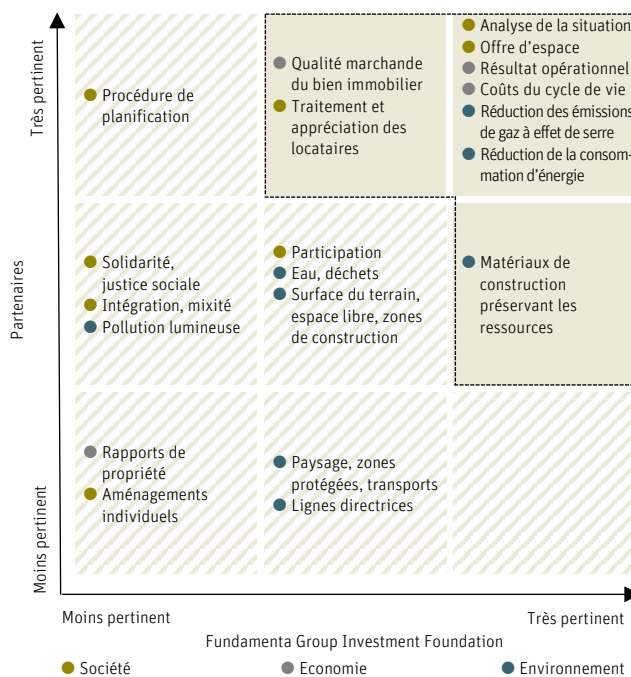 Très pertinent
Partenaires
Moins pertinent
Procédure de
planification
Qualité marchande
du bien immobilier
Traitement et
appréciation des
locataires
Analyse de la situation
Offre d'espace
Résultat opérationnel
Coûts du cycle de vie
Réduction des émissions
de gaz à effet de serre
Réduction de la consom-
mation d'énergie
Solidarité,
justice sociale
Intégration, mixité
Pollution lumineuse
Participation
Eau, déchets
Surface du terrain,
espace libre, zones
de construction
Matériaux de
construction
préservant les
ressources
Rapports de
propriété
Aménagements
individuels
Paysage, zones
protégées, transports
Lignes directrices
Moins pertinent
Très pertinent
Fundamenta Group Investment Foundation
Société
Economie
Environnement